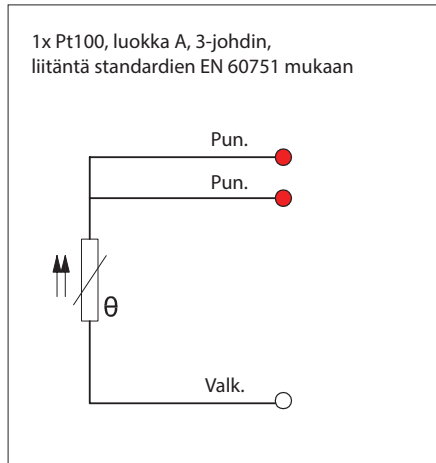 1x Pt100, luokka A, 3-johdin,
liitäntä standardien EN 60751 mukaan
Pun.
Pun.
θ
Valk.